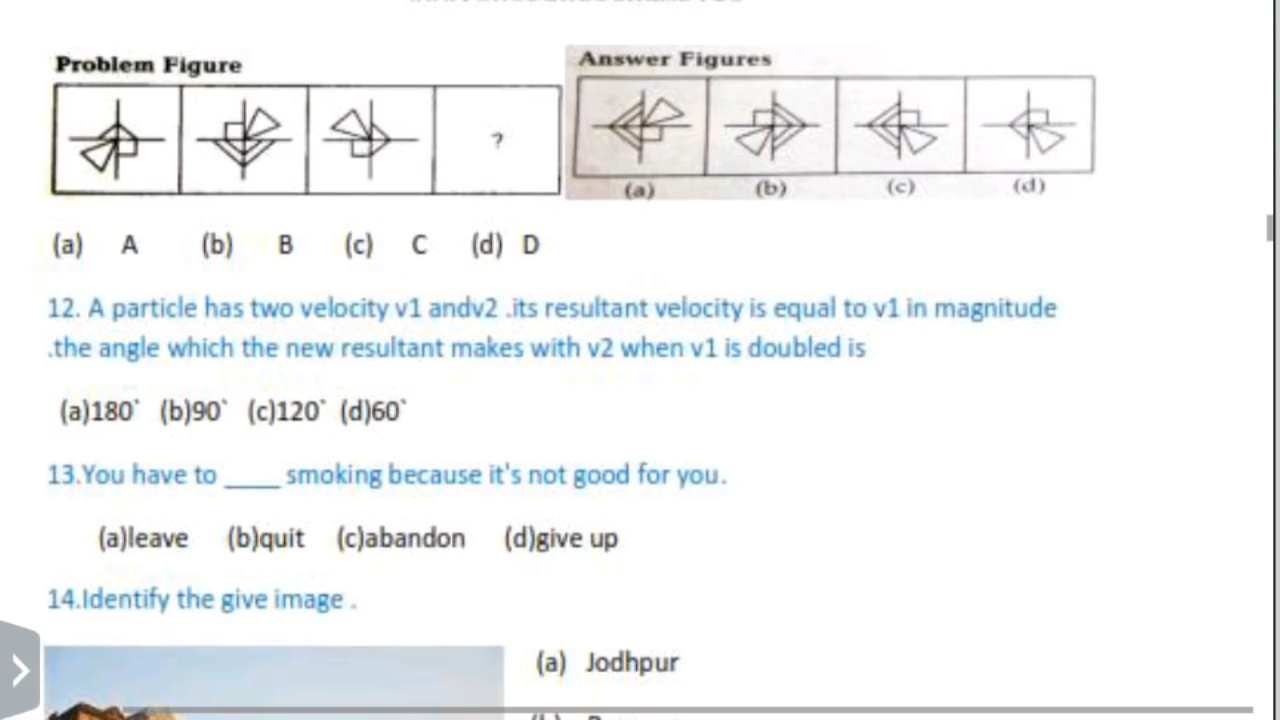 Problem Figure
Answer Figures
?
(a) (b) (c) (d)
(a) A (b) B (c) C (d) D
12. A particle has two velocity v1 andv2 .its resultant velocity is equal to v1 in magnitude
.the angle which the new resultant makes with v2 when v1 is doubled is
(a)180` (b)90` (c)120` (d)60`
13.You have to ____ smoking because it's not good for you.
(a)leave (b)quit (c)abandon (d)give up
14.Identify the give image .
(a) Jodhpur